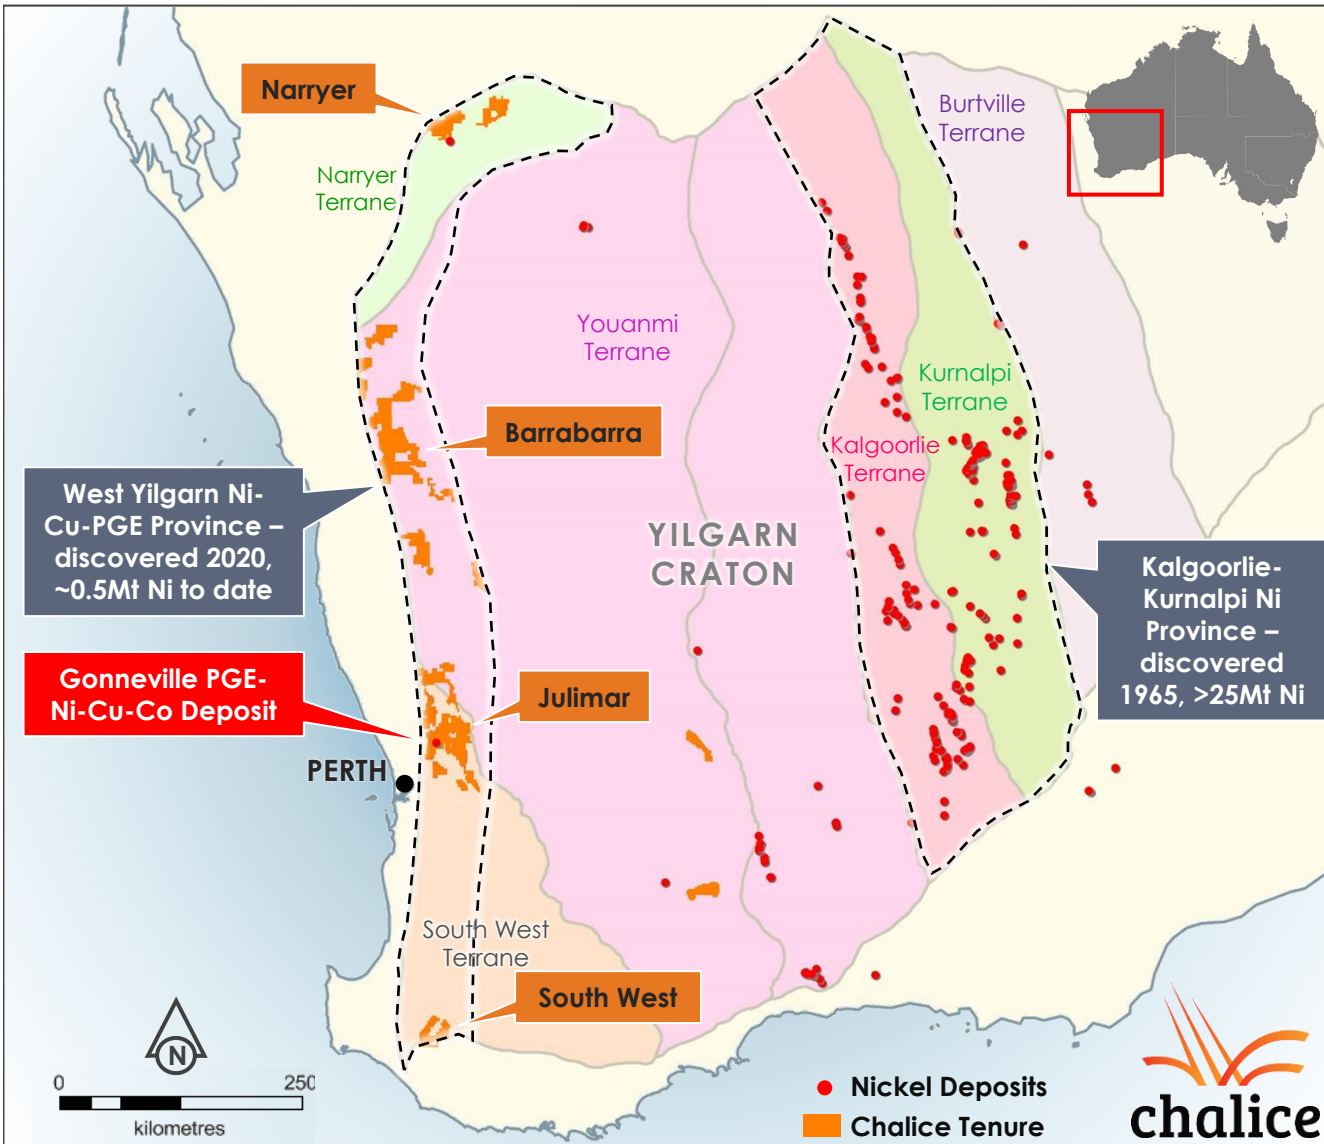 Narryer
Narryer
Terrane
Burtville
Terrane
Youanmi
Terrane
Kurnalpi
Terrane
Barrabarra
Kalgoorlie
Terrane
West Yilgarn Ni-
Cu-PGE Province –
discovered 2020,
~0.5Mt Ni to date
YILGARN
CRATON
Kalgoorlie-
Kurnalpi Ni
Province –
discovered
1965, >25Mt Ni
Gonneville PGE-
Ni-Cu-Co Deposit
Julimar
PERTH
South West
Terrane
South West
N
0 250
kilometres
Nickel Deposits
Chalice Tenure
chalice